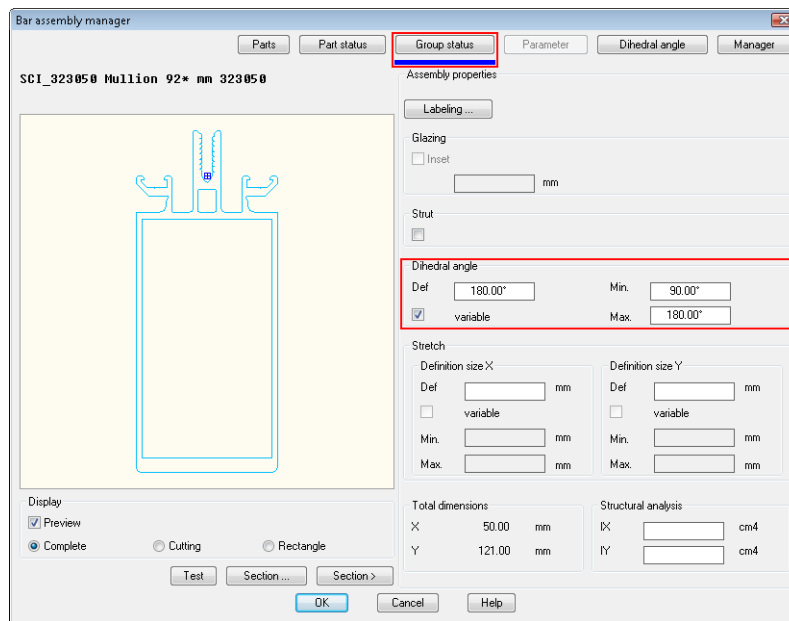 Bar assembly manager
Parts Part status Group status Parameter Dihedral angle Manager
SCI_323050 Mullion 92* mm 323050
Assembly properties
Labeling ...
Glazing
Inset
mm
Strut
Dihedral angle
Def 180.00° Min. 90.00°
variable Max. 180.00°
Stretch
Definition size X Definition size Y
Def mm Def mm
variable variable
Min. mm Min. mm
Max. mm Max. mm
Display
Preview
Complete Cutting Rectangle
Test Section ... Section >
Total dimensions Structural analysis
X 50.00 mm IX cm4
Y 121.00 mm IY cm4
OK Cancel Help